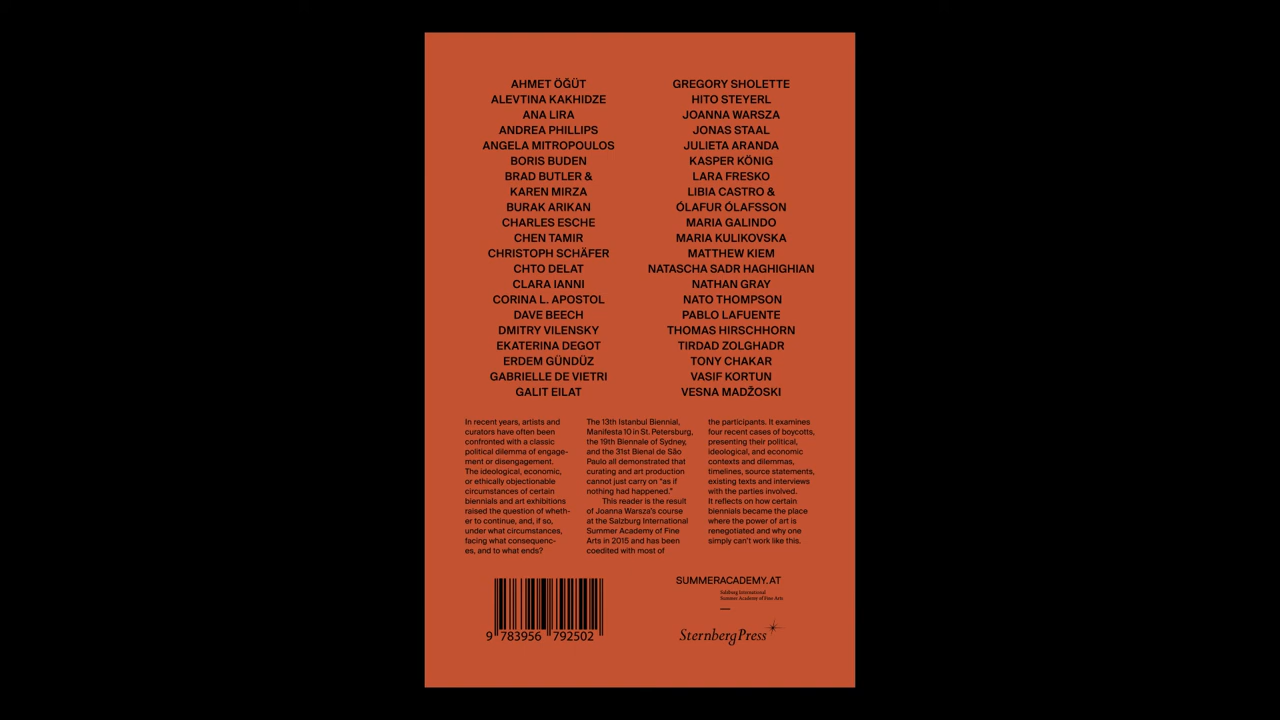 AHMET ÖĞÜT
ALEVTINA KAKHIDZE
ANA LIRA
ANDREA PHILLIPS
ANGELA MITROPOULOS
BORIS BUDEN
BRAD BUTLER &
KAREN MIRZA
BURAK ARIKAN
CHARLES ESCHE
CHEN TAMIR
CHRISTOPH SCHÄFER
CHTO DELAT
CLARA IANNI
CORINA L. APOSTOL
DAVE BEECH
DMITRY VILENSKY
EKATERINA DEGOT
ERDEM GÜNDÜZ
GABRIELLE DE VIETRI
GALIT EILAT
GREGORY SHOLETTE
HITO STEYERL
JOANNA WARSZA
JONAS STAAL
JULIETA ARANDA
KASPER KÖNIG
LARA FRESKO
LIBIA CASTRO &
ÓLAFUR ÓLAFSSON
MARIA GALINDO
MARIA KULIKOVSKA
MATTHEW KIEM
NATASCHA SADR HAGHIGHIAN
NATHAN GRAY
NATO THOMPSON
PABLO LAFUENTE
THOMAS HIRSCHHORN
TIRDAD ZOLGHADR
TONY CHAKAR
VASIF KORTUN
VESNA MADŽOSKI
In recent years, artists and
curators have often been
confronted with a classic
political dilemma of engage-
ment or disengagement.
The ideological, economic,
or ethically objectionable
circumstances of certain
biennials and art exhibitions
raised the question of wheth-
er to continue, and, if so,
under what circumstances,
facing what consequenc-
es, and to what ends?
The 13th Istanbul Biennial,
Manifesta 10 in St. Petersburg,
the 19th Biennale of Sydney,
and the 31st Bienal de São
Paulo all demonstrated that
curating and art production
cannot just carry on “as if
nothing had happened.”
This reader is the result
of Joanna Warsza’s course
at the Salzburg International
Summer Academy of Fine
Arts in 2015 and has been
coedited with most of
the participants. It examines
four recent cases of boycotts,
presenting their political,
ideological, and economic
contexts and dilemmas,
timelines, source statements,
existing texts and interviews
with the parties involved.
It reflects on how certain
biennials became the place
where the power of art is
renegotiated and why one
simply can’t work like this.
9 783956 792502
SUMMERACADEMY.AT
Salzburg International
Summer Academy of Fine Arts
Sternberg Press